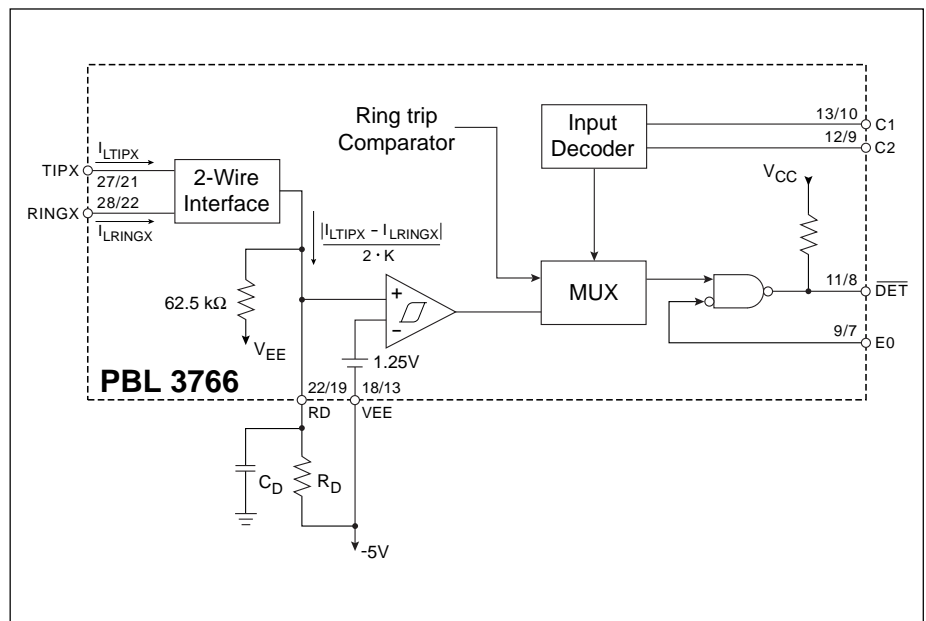 13/10
C1
Ring trip
Comparator
Input
Decoder
12/9
C2
I_LTIPX
TIPX
27/21
2-Wire
Interface
V_CC
28/22
RINGX
I_LRINGX
|I_LTIPX – I_LRINGX|
2 · K
MUX
11/8
D̅E̅T̅
62.5 kΩ
+
–
9/7
E0
V_EE
1.25V
PBL 3766
22/19
18/13
RD
VEE
C_D
R_D
-5V